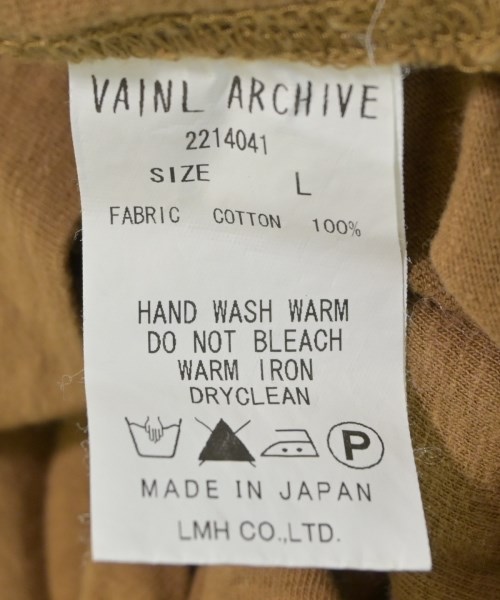 VAINL ARCHIVE
2214041
SIZE L
FABRIC COTTON 100%
HAND WASH WARM
DO NOT BLEACH
WARM IRON
DRYCLEAN
P
MADE IN JAPAN
LMH CO.,LTD.